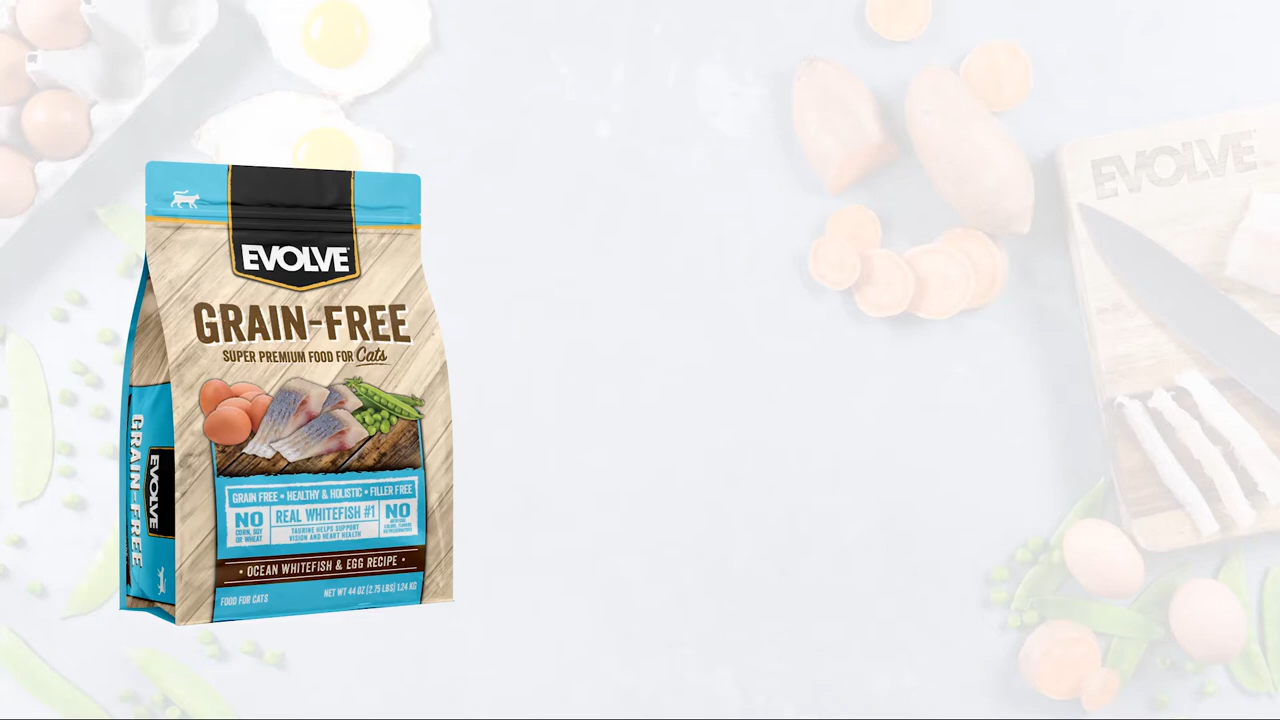 EVOLVE
EVOLVE
GRAIN-FREE
SUPER PREMIUM FOOD FOR Cats
GRAIN FREE • HEALTHY & HOLISTIC • FILLER FREE
NO
CORN, SOY
OR WHEAT
REAL WHITEFISH #1
TAURINE HELPS SUPPORT
VISION AND HEART HEALTH
NO
• OCEAN WHITEFISH & EGG RECIPE •
FOOD FOR CATS
NET WT 44 OZ (2.75 LBS) 1.24 KG
GRAIN-FREE
EVOLVE